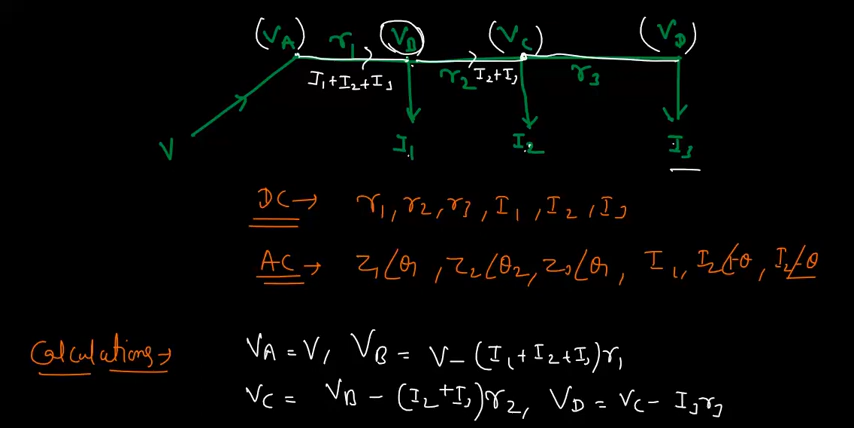 (VA) r1 (VB) (VC) (VD)
I1+I2+I3 r2 I2+I3 r3
V I1 I2 I3
DC → r1, r2, r3, I1, I2, I3
AC → Z1∠θ1, Z2∠θ2, Z3∠θ1, I1, I2∠-θ, I2∠-θ
Calculations → VA = V, VB = V - (I1+I2+I3)r1
VC = VB - (I2+I3)r2, VD = VC - I3r3